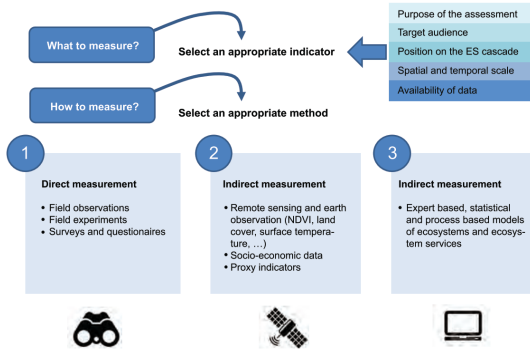 Purpose of the assessment
What to measure?
Target audience
Select an appropriate indicator
Position on the ES cascade
Spatial and temporal scale
How to measure?
Availability of data
Select an appropriate method
1
Direct measurement
• Field observations
• Field experiments
• Surveys and questionaires
2
Indirect measurement
• Remote sensing and earth
observation (NDVI, land
cover, surface tempera-
ture, ...)
• Socio-economic data
• Proxy indicators
3
Indirect measurement
• Expert based, statistical
and process based models
of ecosystems and ecosys-
tem services